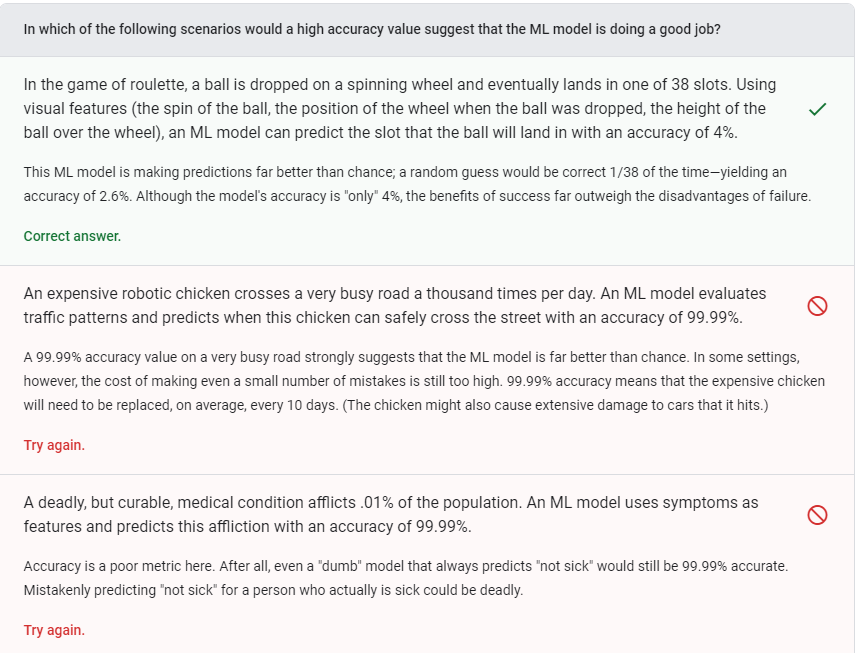 In which of the following scenarios would a high accuracy value suggest that the ML model is doing a good job?
In the game of roulette, a ball is dropped on a spinning wheel and eventually lands in one of 38 slots. Using
visual features (the spin of the ball, the position of the wheel when the ball was dropped, the height of the
ball over the wheel), an ML model can predict the slot that the ball will land in with an accuracy of 4%.
This ML model is making predictions far better than chance; a random guess would be correct 1/38 of the time—yielding an
accuracy of 2.6%. Although the model's accuracy is "only" 4%, the benefits of success far outweigh the disadvantages of failure.
Correct answer.
An expensive robotic chicken crosses a very busy road a thousand times per day. An ML model evaluates
traffic patterns and predicts when this chicken can safely cross the street with an accuracy of 99.99%.
A 99.99% accuracy value on a very busy road strongly suggests that the ML model is far better than chance. In some settings,
however, the cost of making even a small number of mistakes is still too high. 99.99% accuracy means that the expensive chicken
will need to be replaced, on average, every 10 days. (The chicken might also cause extensive damage to cars that it hits.)
Try again.
A deadly, but curable, medical condition afflicts .01% of the population. An ML model uses symptoms as
features and predicts this affliction with an accuracy of 99.99%.
Accuracy is a poor metric here. After all, even a "dumb" model that always predicts "not sick" would still be 99.99% accurate.
Mistakenly predicting "not sick" for a person who actually is sick could be deadly.
Try again.